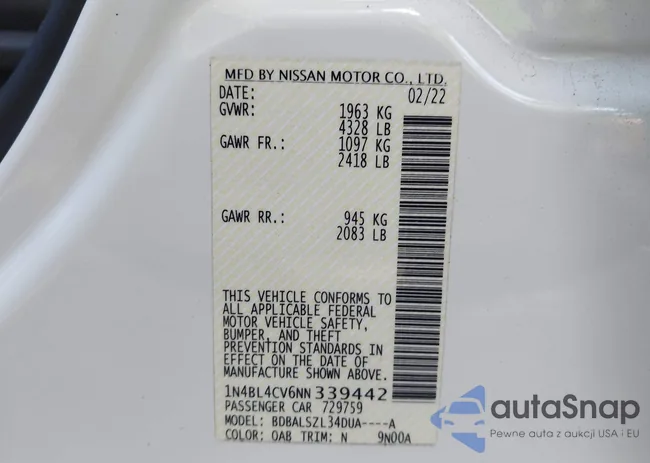 MFD BY NISSAN MOTOR CO., LTD.
DATE: 02/22
GVWR: 1963 KG
4328 LB
GAWR FR.: 1097 KG
2418 LB
GAWR RR.: 945 KG
2083 LB
THIS VEHICLE CONFORMS TO
ALL APPLICABLE FEDERAL
MOTOR VEHICLE SAFETY,
BUMPER, AND THEFT
PREVENTION STANDARDS IN
EFFECT ON THE DATE OF
MANUFACTURE SHOWN ABOVE.
1N4BL4CV6NN339442
PASSENGER CAR 729759
MODEL: BDBALSZL34DUA----A
COLOR: QAB TRIM: N 9N00A
autoSnap
Pewne auta z aukcji USA i EU